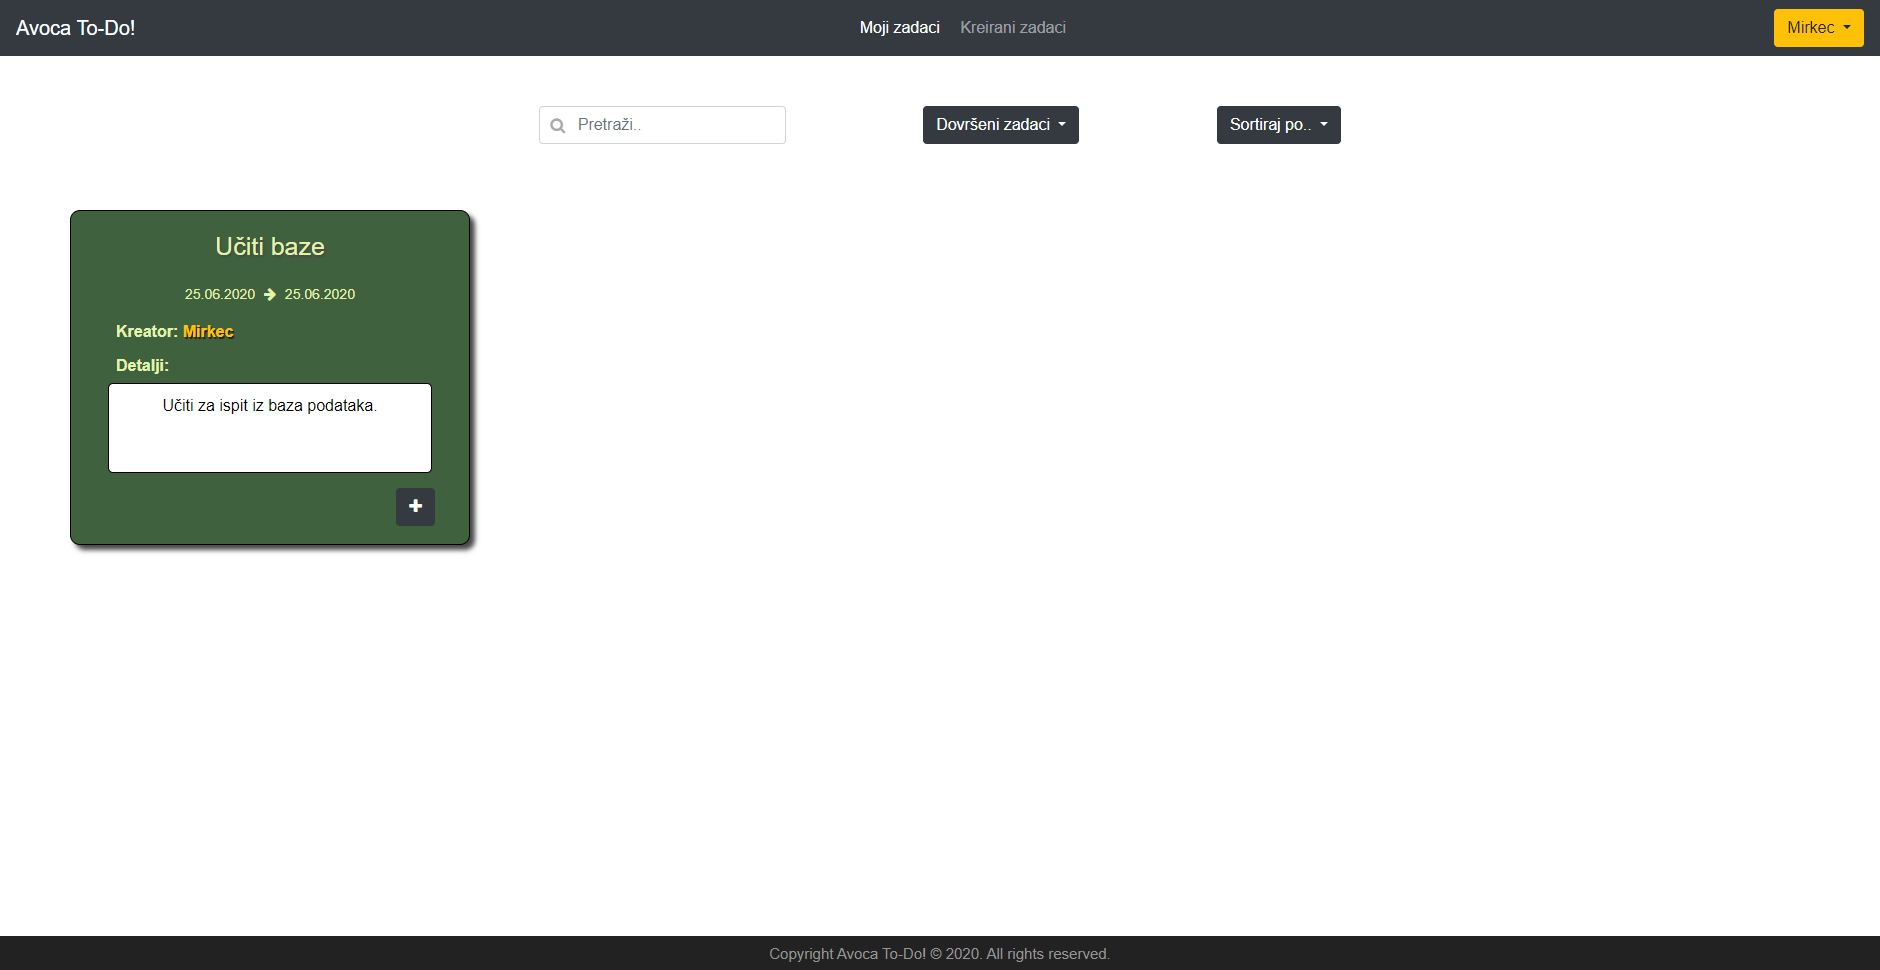 Avoca To-Do!
Moji zadaci
Kreirani zadaci
Mirkec
Pretraži..
Dovršeni zadaci
Sortiraj po..
Učiti baze
25.06.2020 → 25.06.2020
Kreator: Mirkec
Detalji:
Učiti za ispit iz baza podataka.
Copyright Avoca To-Do! © 2020. All rights reserved.